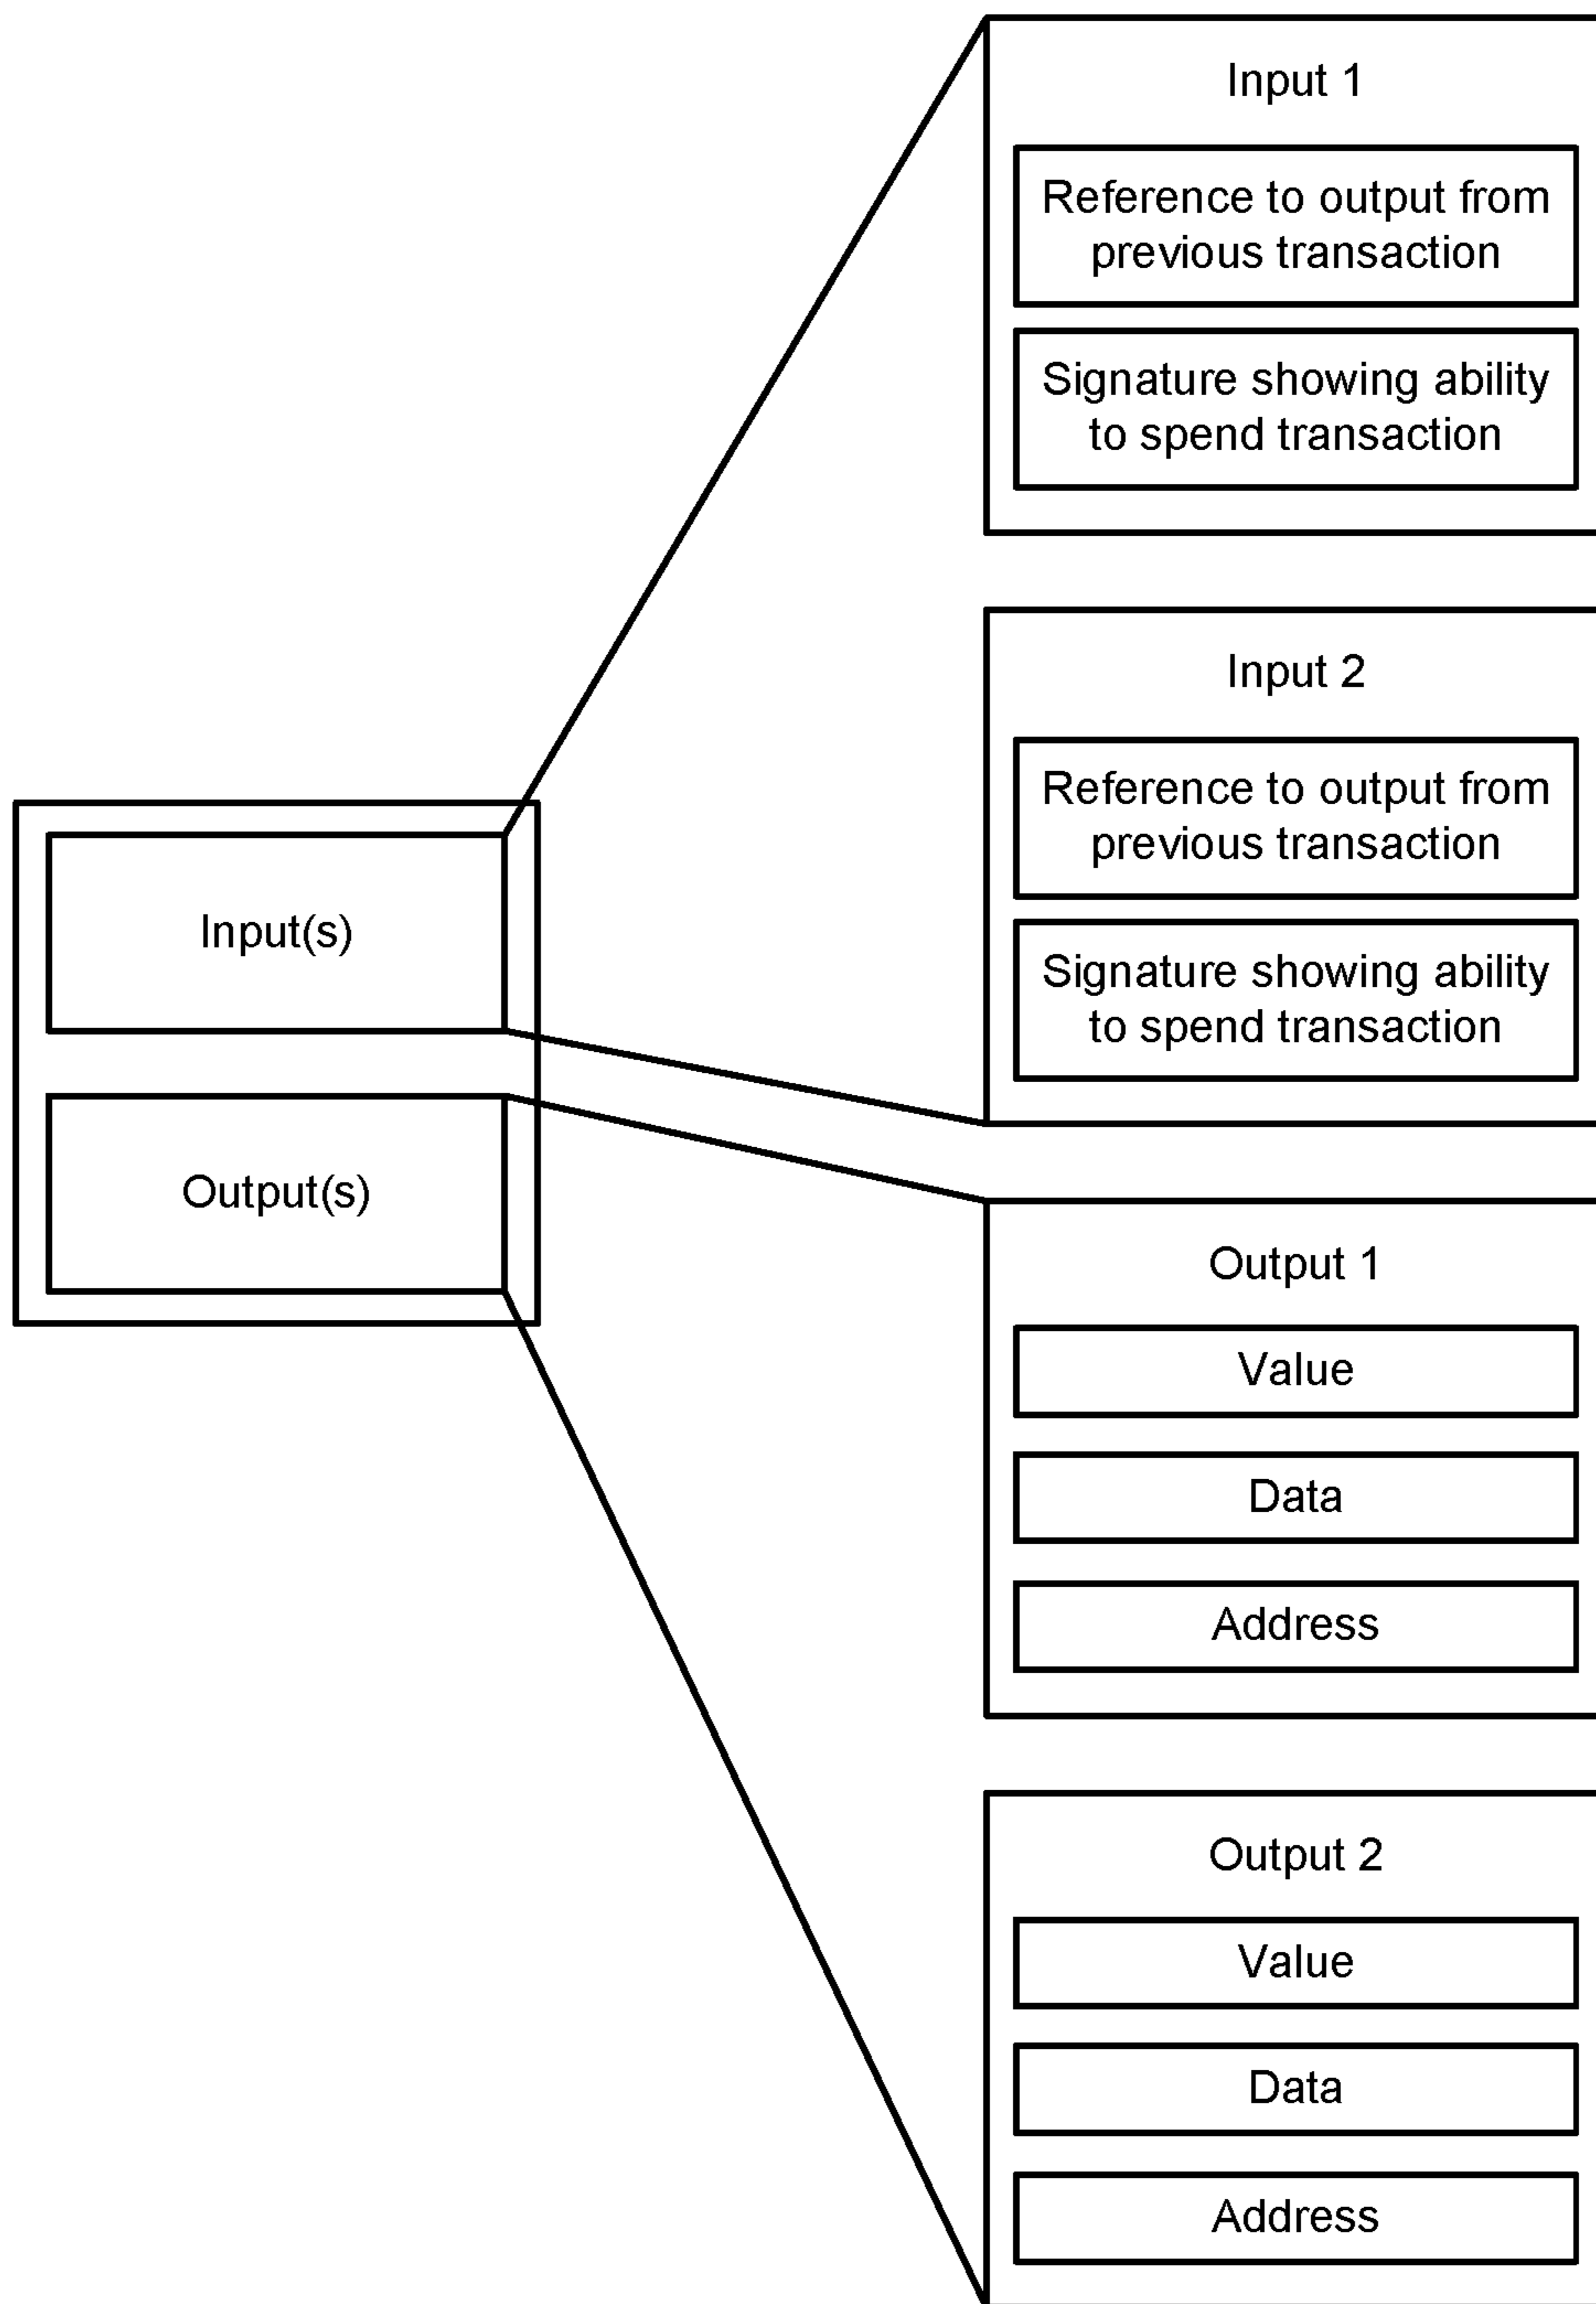 Input(s)
Output(s)
Input 1
Reference to output from
previous transaction
Signature showing ability
to spend transaction
Input 2
Reference to output from
previous transaction
Signature showing ability
to spend transaction
Output 1
Value
Data
Address
Output 2
Value
Data
Address